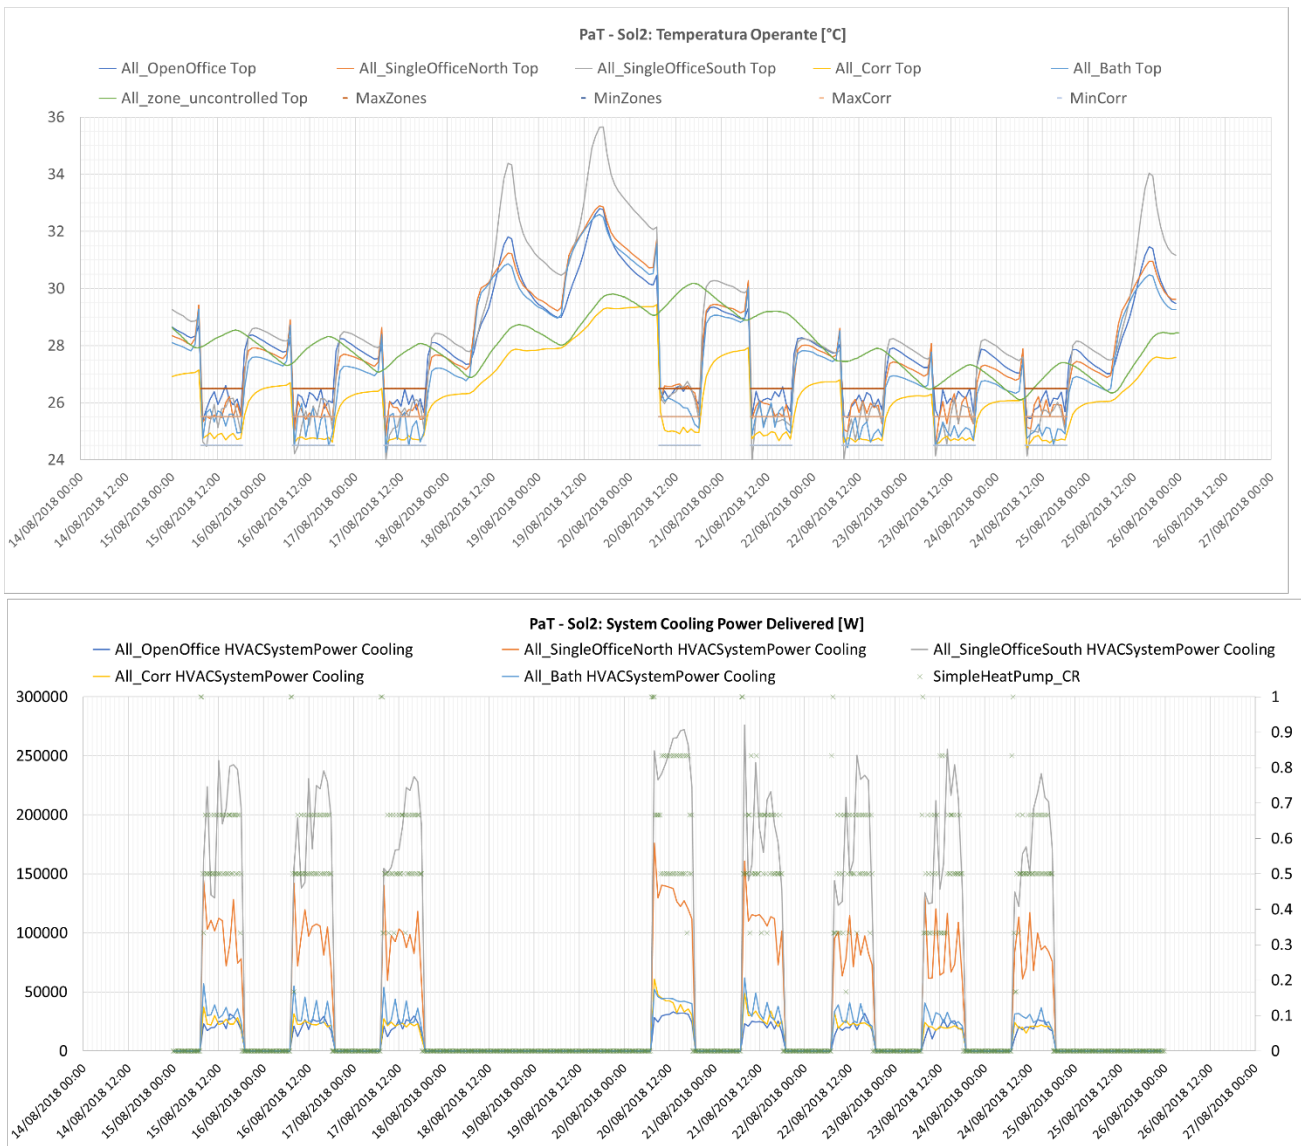 PaT - Sol2: Temperatura Operante [°C]
All_OpenOffice Top All_SingleOfficeNorth Top All_SingleOfficeSouth Top All_Corr Top All_Bath Top
All_zone_uncontrolled Top MaxZones MinZones MaxCorr MinCorr
36
34
32
30
28
26
24
14/08/2018 00:00 14/08/2018 12:00 15/08/2018 00:00 15/08/2018 12:00 16/08/2018 00:00 16/08/2018 12:00 17/08/2018 00:00 17/08/2018 12:00 18/08/2018 00:00 18/08/2018 12:00 19/08/2018 00:00 19/08/2018 12:00 20/08/2018 00:00 20/08/2018 12:00 21/08/2018 00:00 21/08/2018 12:00 22/08/2018 00:00 22/08/2018 12:00 23/08/2018 00:00 23/08/2018 12:00 24/08/2018 00:00 24/08/2018 12:00 25/08/2018 00:00 25/08/2018 12:00 26/08/2018 00:00 26/08/2018 12:00 27/08/2018 00:00
PaT - Sol2: System Cooling Power Delivered [W]
All_OpenOffice HVACSystemPower Cooling All_SingleOfficeNorth HVACSystemPower Cooling All_SingleOfficeSouth HVACSystemPower Cooling
All_Corr HVACSystemPower Cooling All_Bath HVACSystemPower Cooling SimpleHeatPump_CR
300000 1
0.9
250000
0.8
0.7
200000
0.6
150000 0.5
0.4
100000
0.3
0.2
50000
0.1
0 0
14/08/2018 00:00 14/08/2018 12:00 15/08/2018 00:00 15/08/2018 12:00 16/08/2018 00:00 16/08/2018 12:00 17/08/2018 00:00 17/08/2018 12:00 18/08/2018 00:00 18/08/2018 12:00 19/08/2018 00:00 19/08/2018 12:00 20/08/2018 00:00 20/08/2018 12:00 21/08/2018 00:00 21/08/2018 12:00 22/08/2018 00:00 22/08/2018 12:00 23/08/2018 00:00 23/08/2018 12:00 24/08/2018 00:00 24/08/2018 12:00 25/08/2018 00:00 25/08/2018 12:00 26/08/2018 00:00 26/08/2018 12:00 27/08/2018 00:00